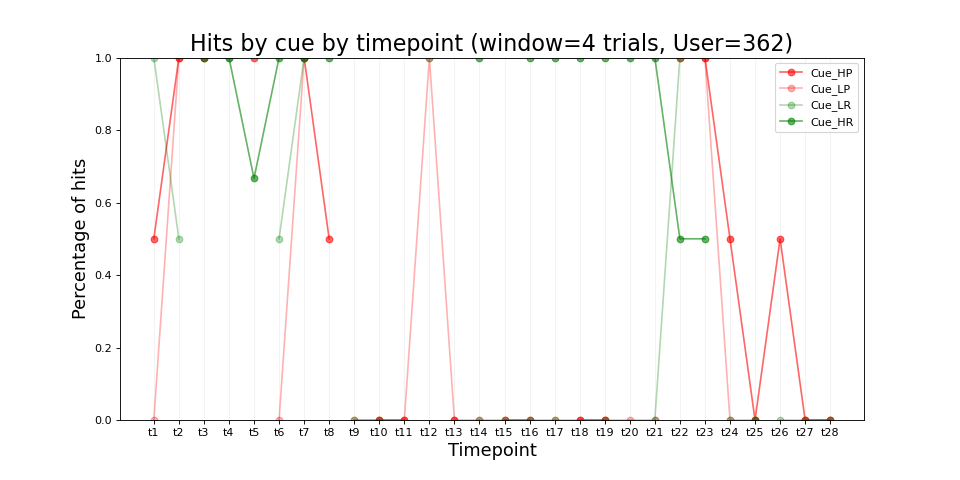 Hits by cue by timepoint (window=4 trials, User=362)
Percentage of hits
1.0
0.8
0.6
0.4
0.2
0.0
Cue_HP
Cue_LP
Cue_LR
Cue_HR
t1 t2 t3 t4 t5 t6 t7 t8 t9 t10 t11 t12 t13 t14 t15 t16 t17 t18 t19 t20 t21 t22 t23 t24 t25 t26 t27 t28
Timepoint